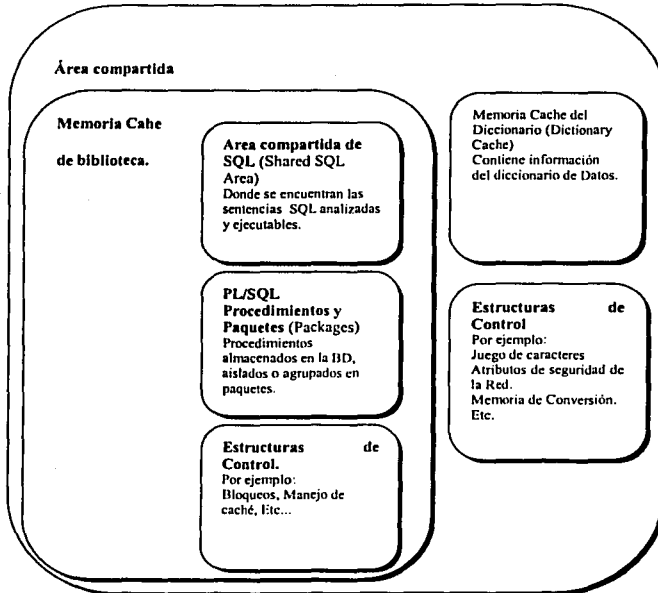 Área compartida
Memoria Cahe
de biblioteca.
Area compartida de
SQL (Shared SQL
Area)
Donde se encuentran las
sentencias SQL analizadas
y ejecutables.
PL/SQL
Procedimientos y
Paquetes (Packages)
Procedimientos
almacenados en la BD,
aislados o agrupados en
paquetes.
Estructuras de
Control.
Por ejemplo:
Bloqueos, Manejo de
caché, Etc...
Memoria Cache del
Diccionario (Dictionary
Cache)
Contiene información
del diccionario de Datos.
Estructuras de
Control
Por ejemplo:
Juego de caracteres
Atributos de seguridad de
la Red.
Memoria de Conversión.
Etc.